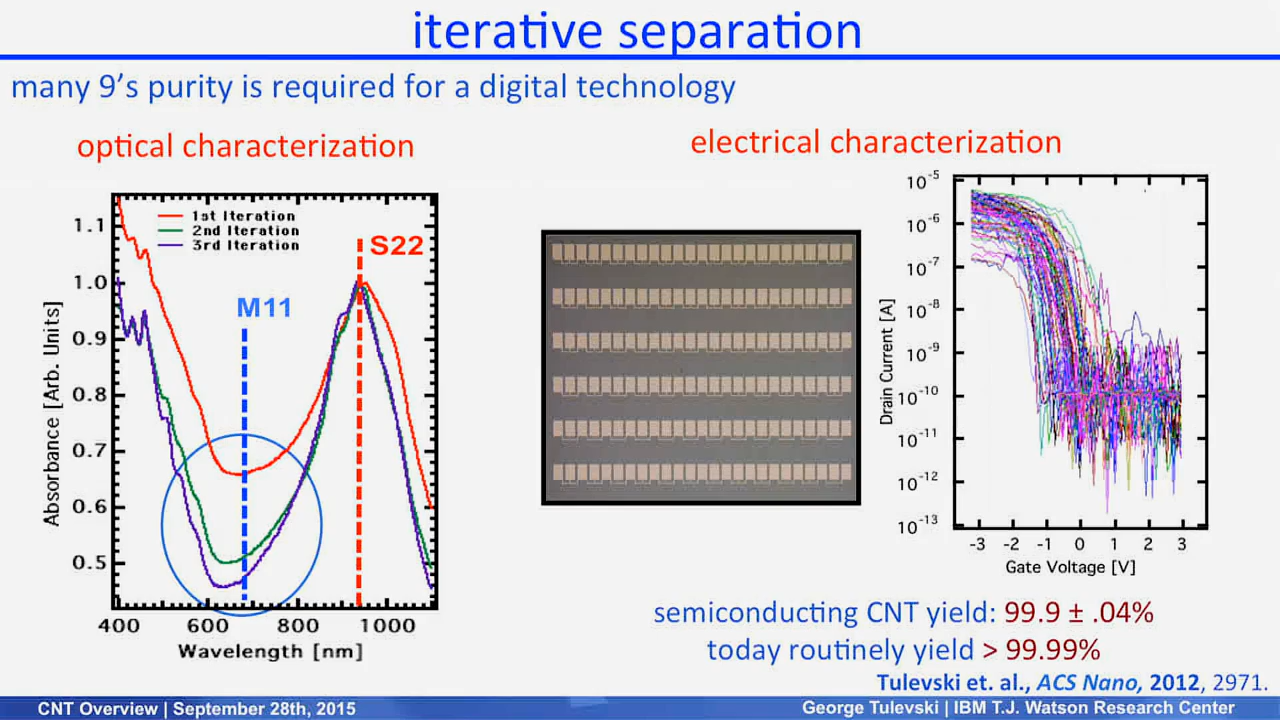 iterative separation
many 9's purity is required for a digital technology
optical characterization
electrical characterization
1st Iteration
2nd Iteration
3rd Iteration
S22
M11
1.1
1.0
0.9
0.8
0.7
0.6
0.5
Absorbance [Arb. Units]
400 600 800 1000
Wavelength [nm]
10⁻⁵
10⁻⁶
10⁻⁷
10⁻⁸
10⁻⁹
10⁻¹⁰
10⁻¹¹
10⁻¹²
10⁻¹³
Drain Current [A]
-3 -2 -1 0 1 2 3
Gate Voltage [V]
semiconducting CNT yield: 99.9 ± .04%
today routinely yield > 99.99%
Tulevski et. al., ACS Nano, 2012, 2971.
CNT Overview | September 28th, 2015
George Tulevski | IBM T.J. Watson Research Center